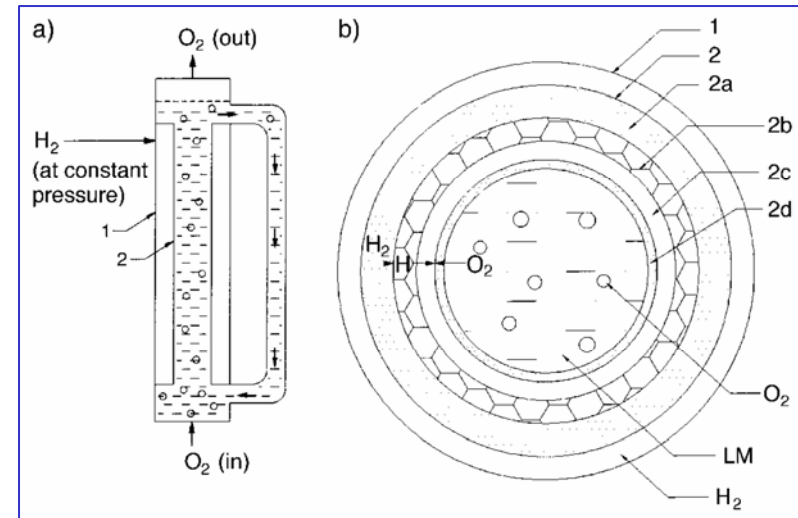 a)
O₂ (out)
H₂
(at constant
pressure)
1
2
O₂ (in)
b)
1
2
2a
2b
2c
2d
H₂
H
O₂
O₂
LM
H₂